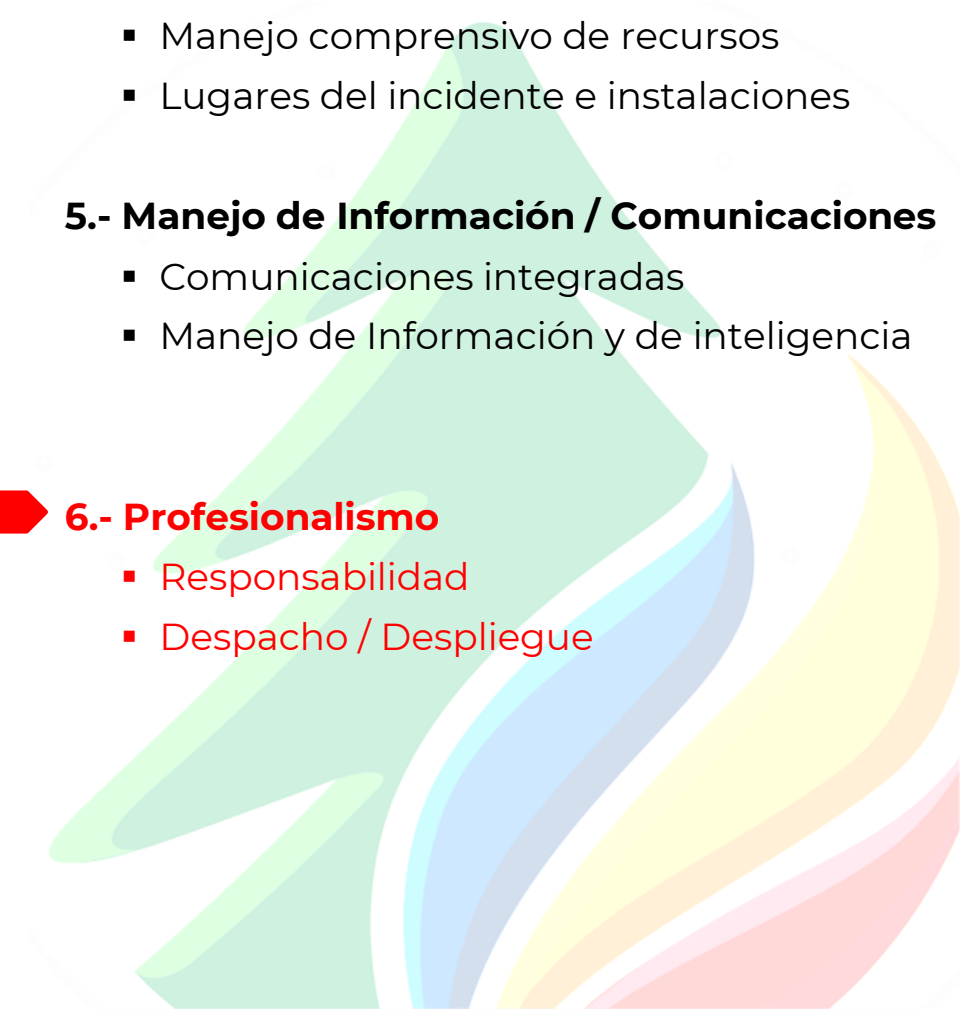 ▪ Manejo comprensivo de recursos
▪ Lugares del incidente e instalaciones
5.- Manejo de Información / Comunicaciones
▪ Comunicaciones integradas
▪ Manejo de Información y de inteligencia
6.- Profesionalismo
▪ Responsabilidad
▪ Despacho / Despliegue